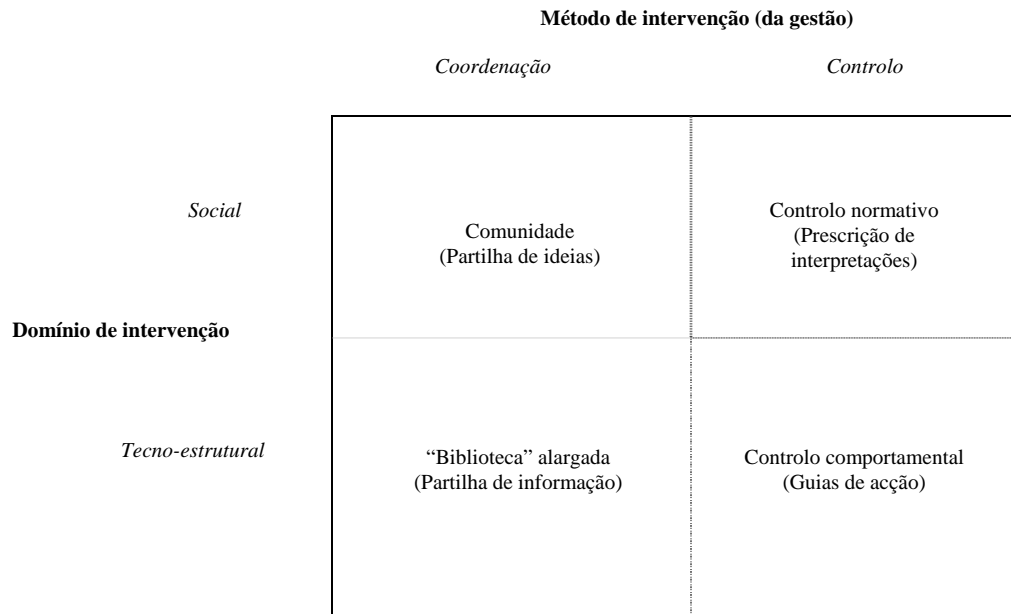 Método de intervenção (da gestão)
Coordenação
Controlo
Social
Comunidade
(Partilha de ideias)
Controlo normativo
(Prescrição de
interpretações)
Domínio de intervenção
Tecno-estrutural
“Biblioteca” alargada
(Partilha de informação)
Controlo comportamental
(Guias de acção)